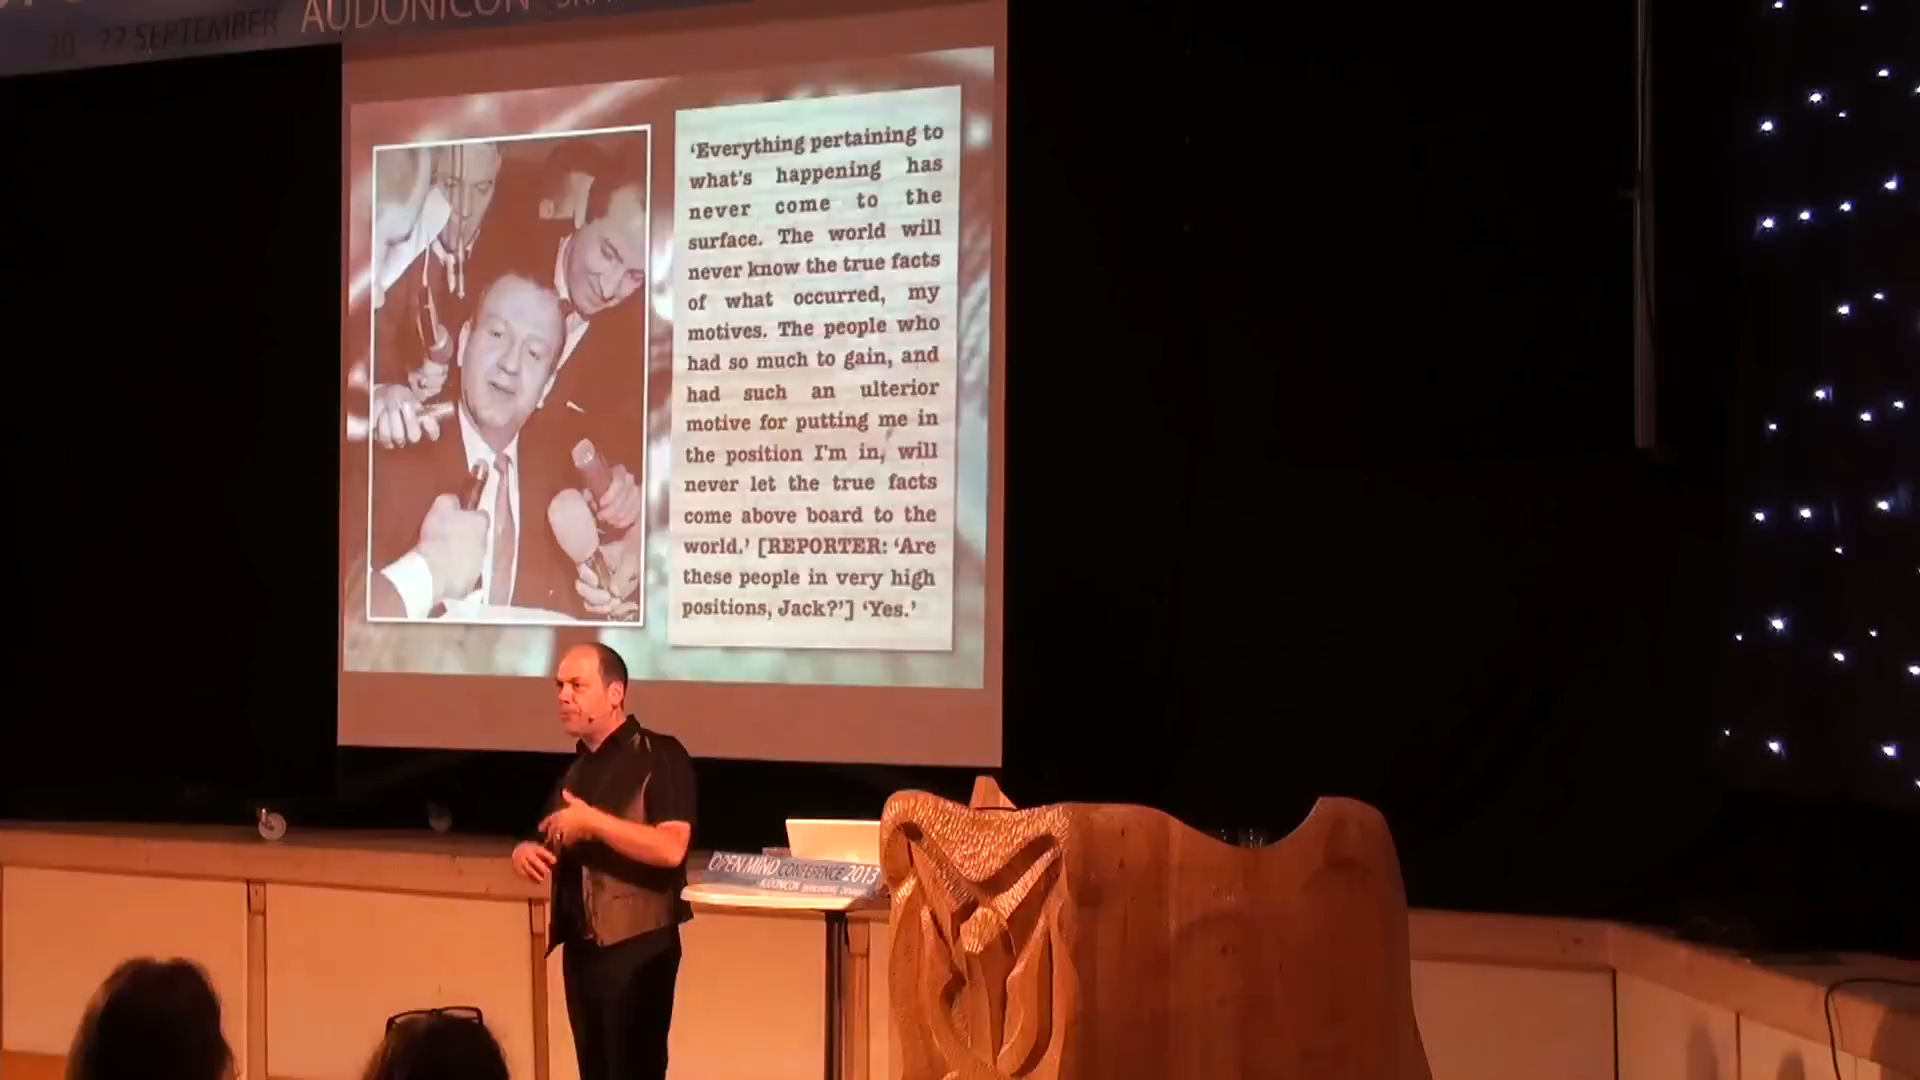 20 - 22 SEPTEMBER AUDONICON
‘Everything pertaining to
what's happening has
never come to the
surface. The world will
never know the true facts
of what occurred, my
motives. The people who
had so much to gain, and
had such an ulterior
motive for putting me in
the position I'm in, will
never let the true facts
come above board to the
world.’ [REPORTER: ‘Are
these people in very high
positions, Jack?’] ‘Yes.’
OPEN MIND CONFERENCE 2013
AUDONICON